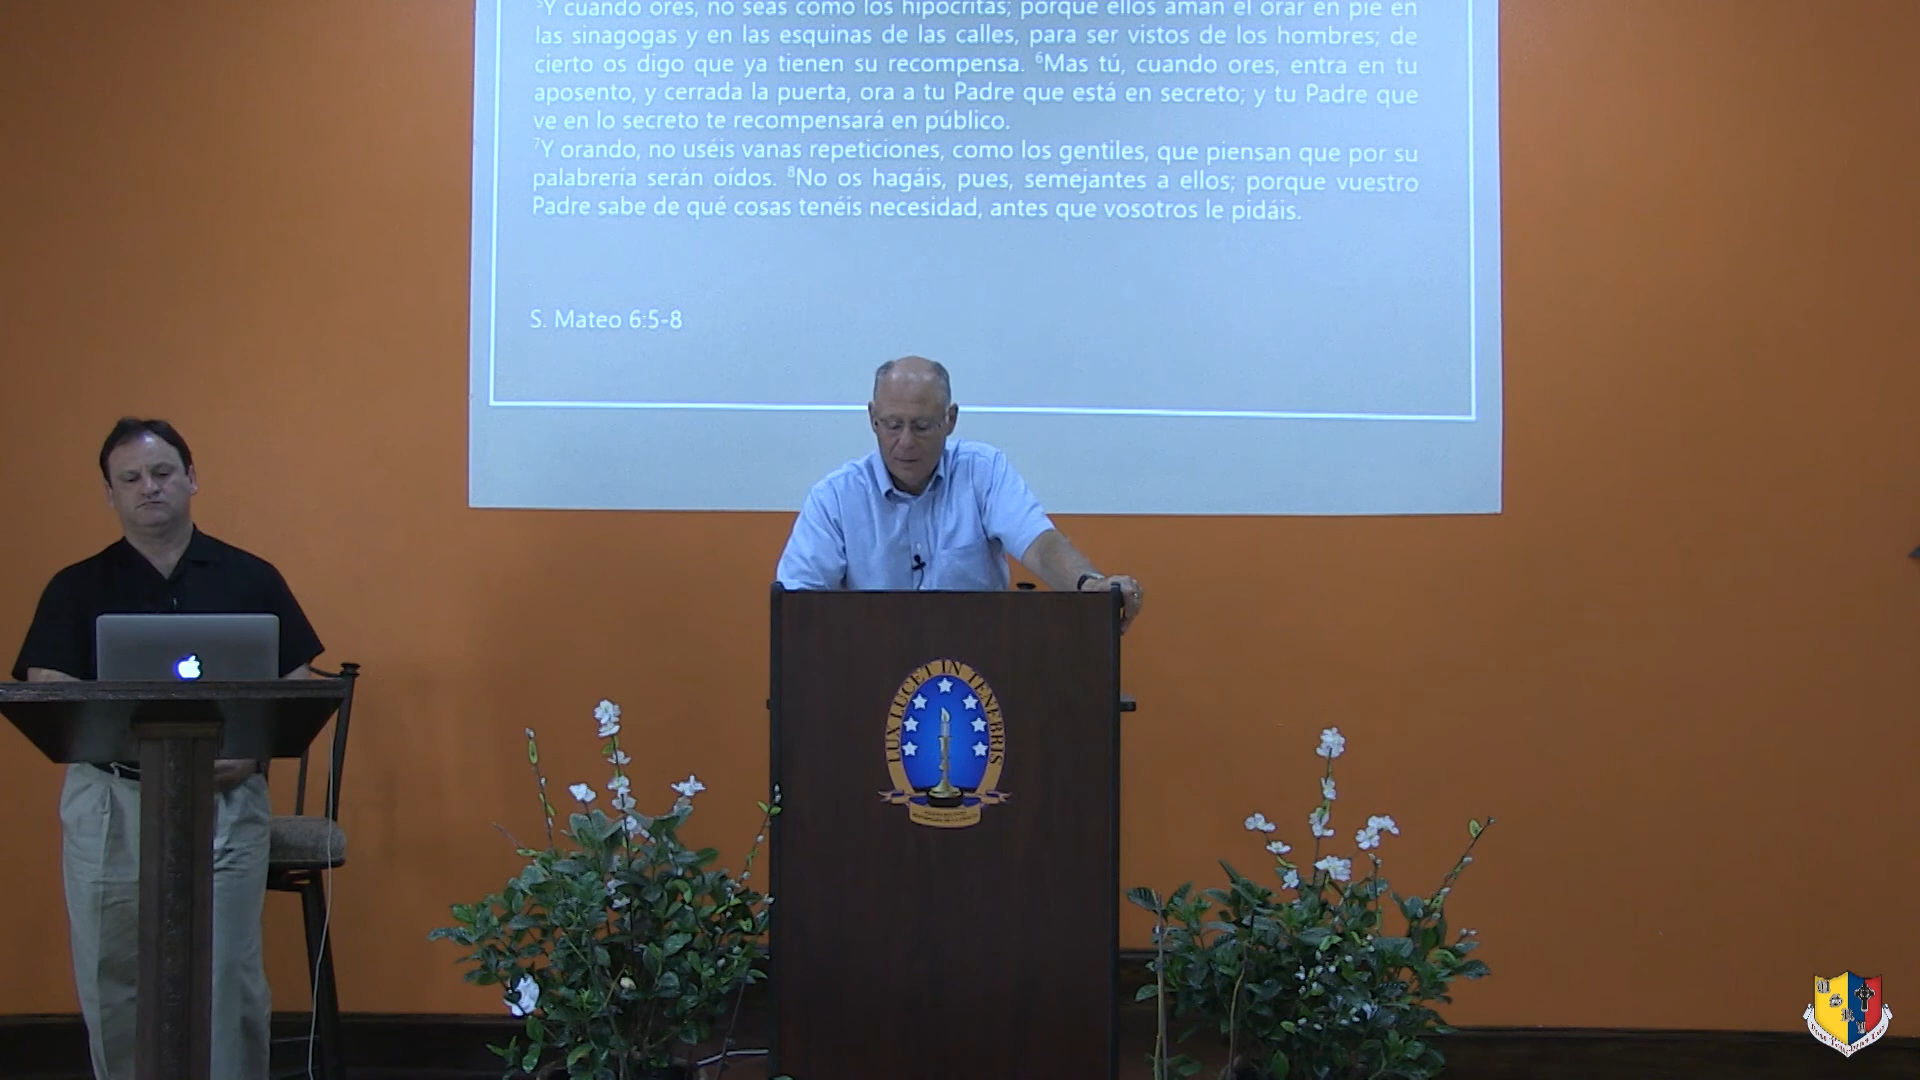 ⁵Y cuando ores, no seas como los hipócritas; porque ellos aman el orar en pie en
las sinagogas y en las esquinas de las calles, para ser vistos de los hombres; de
cierto os digo que ya tienen su recompensa. ⁶Mas tú, cuando ores, entra en tu
aposento, y cerrada la puerta, ora a tu Padre que está en secreto; y tu Padre que
ve en lo secreto te recompensará en público.
⁷Y orando, no uséis vanas repeticiones, como los gentiles, que piensan que por su
palabrería serán oídos. ⁸No os hagáis, pues, semejantes a ellos; porque vuestro
Padre sabe de qué cosas tenéis necesidad, antes que vosotros le pidáis.
S. Mateo 6:5-8
LUX LUCET IN TENEBRIS